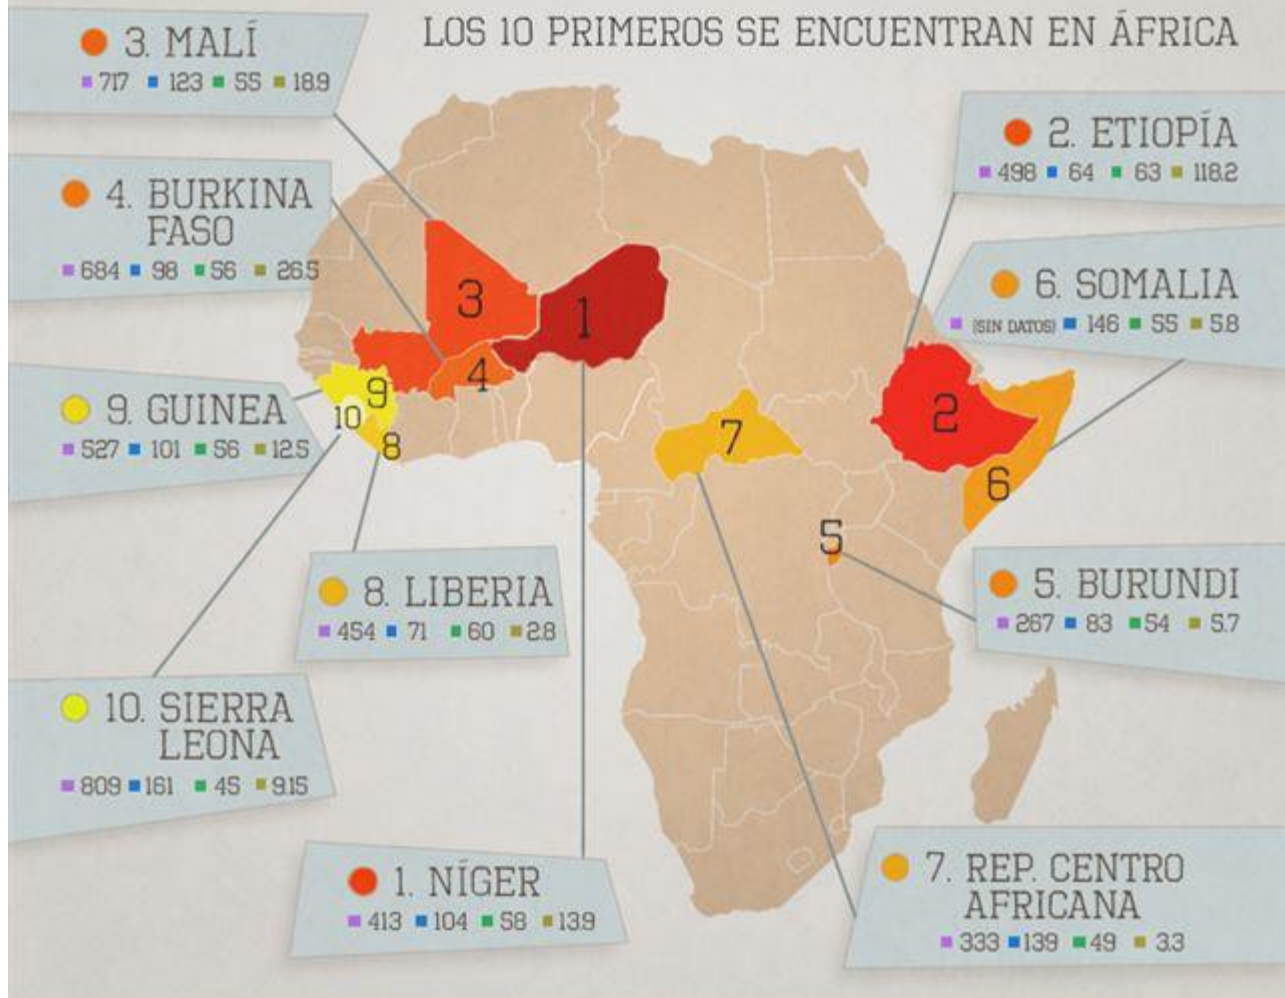 LOS 10 PRIMEROS SE ENCUENTRAN EN ÁFRICA
3. MALÍ
717 123 55 18.9
2. ETIOPÍA
498 64 63 118.2
4. BURKINA
FASO
684 98 56 26.5
6. SOMALIA
(SIN DATOS) 146 55 5.8
3
1
4
2
9
10
8
7
6
5
9. GUINEA
527 101 56 12.5
8. LIBERIA
454 71 60 2.8
5. BURUNDI
267 83 54 5.7
10. SIERRA
LEONA
809 161 45 9.15
1. NÍGER
413 104 58 13.9
7. REP. CENTRO
AFRICANA
333 139 49 3.3